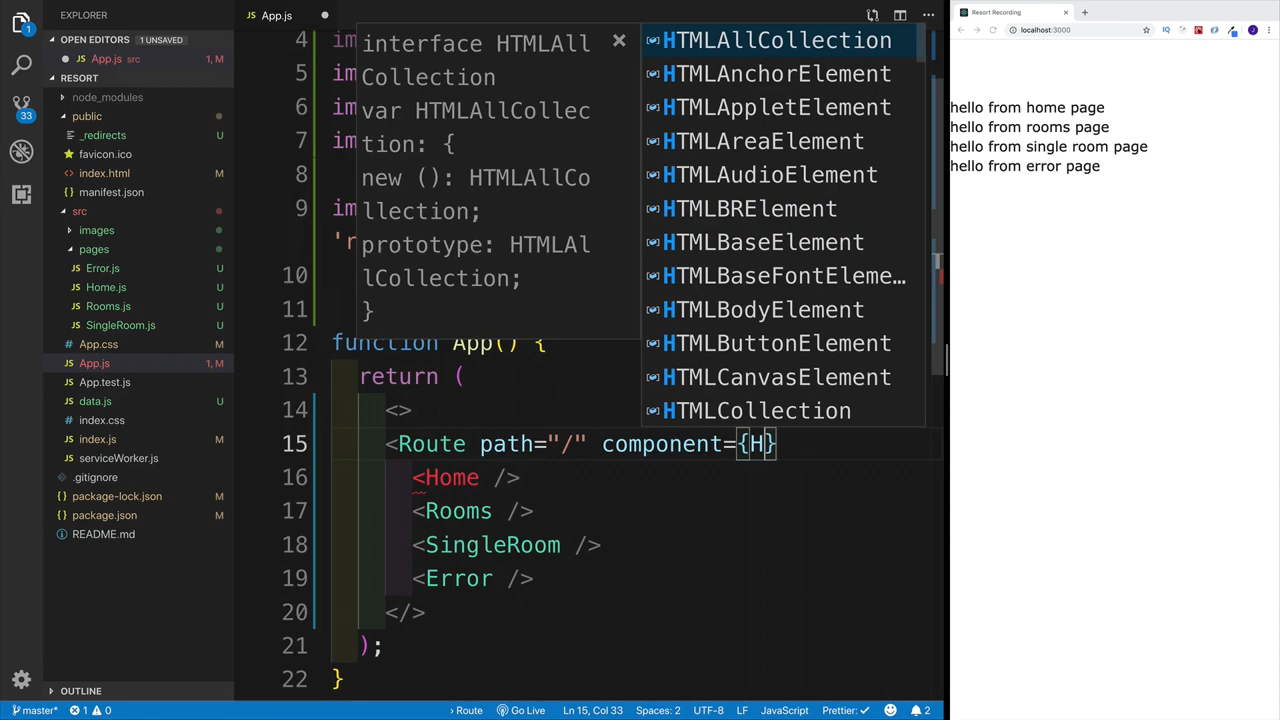 App.js
Resort Recording
localhost:3000
EXPLORER
OPEN EDITORS 1 UNSAVED
App.js src 1, M
RESORT
node_modules
public
_redirects U
favicon.ico
index.html M
manifest.json
src
images
pages
Error.js U
Home.js U
Rooms.js U
SingleRoom.js U
App.css M
App.js 1, M
App.test.js
data.js U
index.css
index.js M
serviceWorker.js
.gitignore
package-lock.json M
package.json M
README.md
OUTLINE
1
33
4 im
5 im
6 im
7 im
8
9 im
'r
10
11
12 function App() {
13 return (
14 <>
15 <Route path="/" component={H}
16 <Home />
17 <Rooms />
18 <SingleRoom />
19 <Error />
20 </>
21 );
22 }
interface HTMLAll
Collection
var HTMLAllCollec
tion: {
new (): HTMLAllCo
llection;
prototype: HTMLAl
lCollection;
}
HTMLAllCollection
HTMLAnchorElement
HTMLAppletElement
HTMLAreaElement
HTMLAudioElement
HTMLBRElement
HTMLBaseElement
HTMLBaseFontEleme…
HTMLBodyElement
HTMLButtonElement
HTMLCanvasElement
HTMLCollection
hello from home page
hello from rooms page
hello from single room page
hello from error page
master* 1 0 Route Go Live Ln 15, Col 33 Spaces: 2 UTF-8 LF JavaScript Prettier: ✓ 2